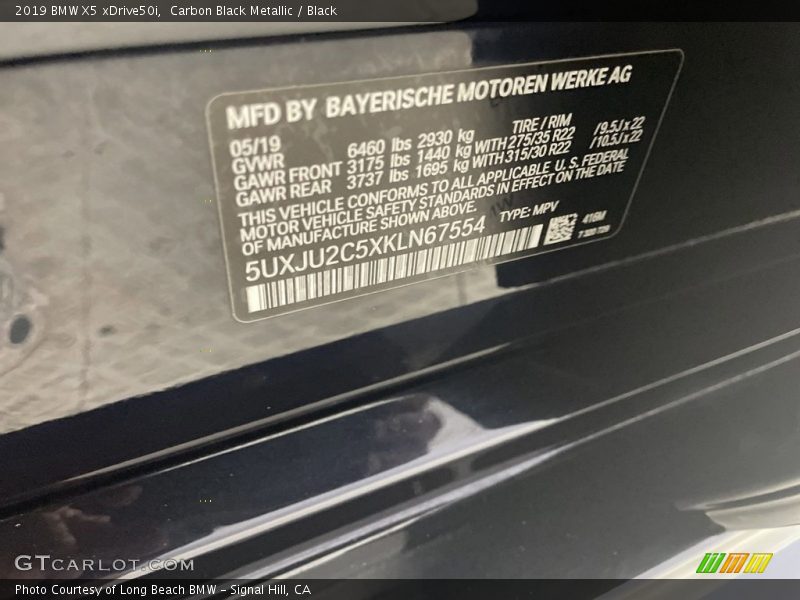 2019 BMW X5 xDrive50i, Carbon Black Metallic / Black
MFD BY BAYERISCHE MOTOREN WERKE AG
05/19
GVWR 6460 lbs 2930 kg TIRE / RIM
GAWR FRONT 3175 lbs 1440 kg WITH 275/35 R22 /9.5J x 22
GAWR REAR 3737 lbs 1695 kg WITH 315/30 R22 /10.5J x 22
THIS VEHICLE CONFORMS TO ALL APPLICABLE U.S. FEDERAL
MOTOR VEHICLE SAFETY STANDARDS IN EFFECT ON THE DATE
OF MANUFACTURE SHOWN ABOVE.
5UXJU2C5XKLN67554 TYPE: MPV
416M
GTCARLOT.COM
Photo Courtesy of Long Beach BMW - Signal Hill, CA